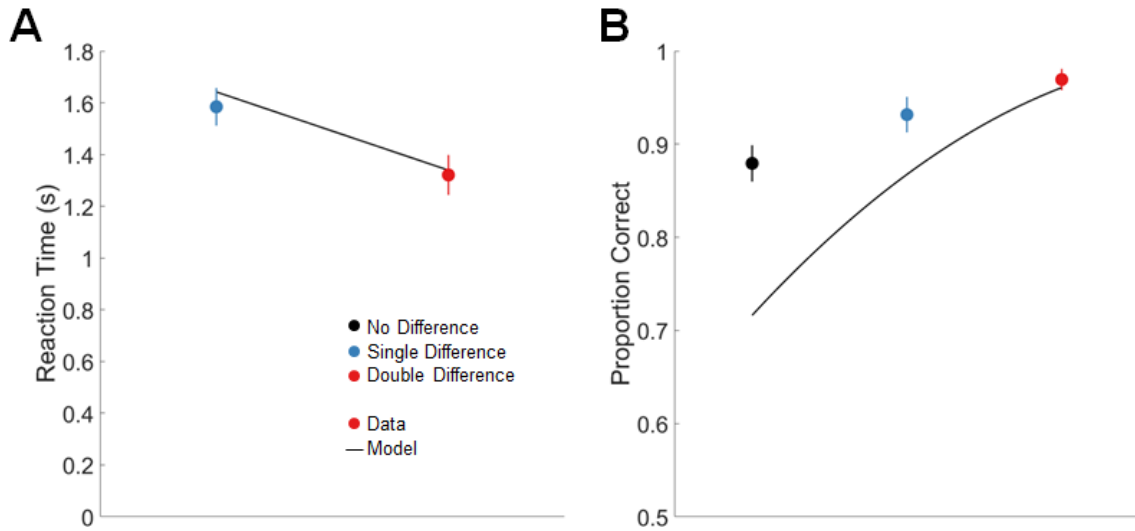 A
1.8
1.6
1.4
1.2
1
0.8
0.6
0.4
0.2
0
Reaction Time (s)
No Difference
Single Difference
Double Difference
Data
Model
B
1
0.9
0.8
0.7
0.6
0.5
Proportion Correct